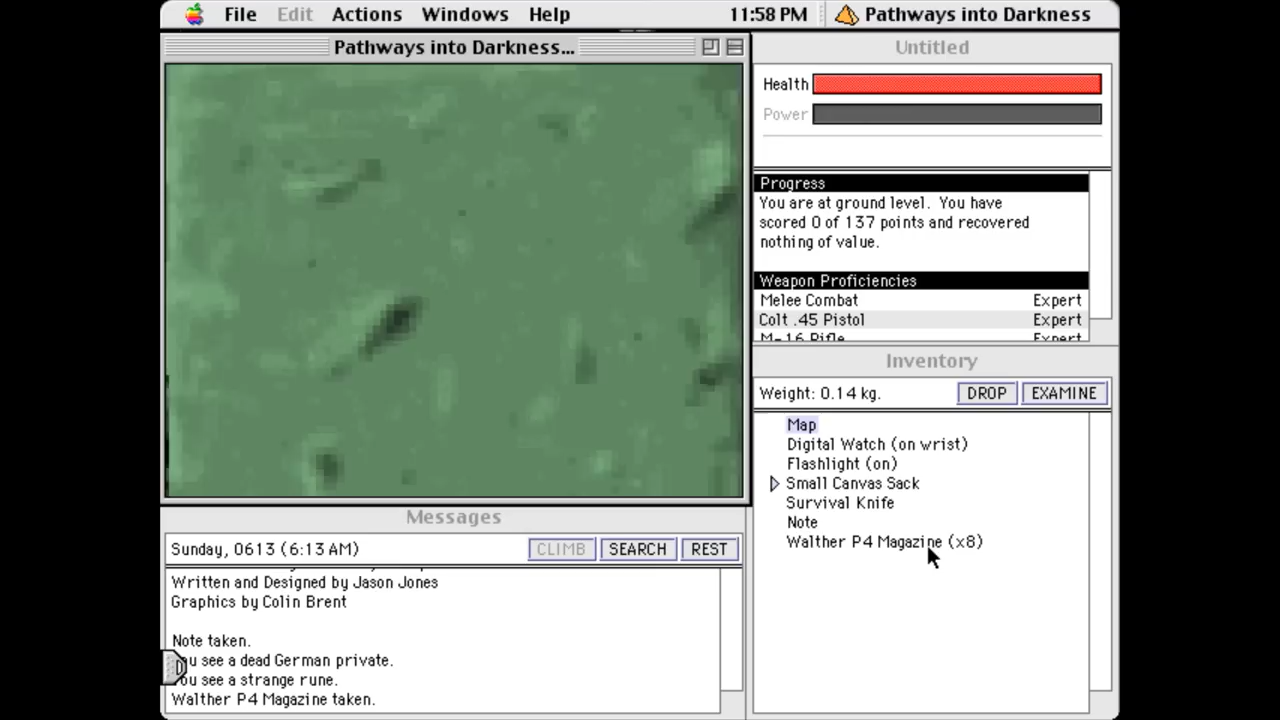 File Edit Actions Windows Help 11:58 PM Pathways into Darkness
Pathways into Darkness...
Untitled
Health
Power
Progress
You are at ground level. You have
scored 0 of 137 points and recovered
nothing of value.
Weapon Proficiencies
Melee Combat Expert
Colt .45 Pistol Expert
M-16 Rifle Expert
Inventory
Weight: 0.14 kg. DROP EXAMINE
Map
Digital Watch (on wrist)
Flashlight (on)
Small Canvas Sack
Survival Knife
Note
Walther P4 Magazine (x8)
Messages
Sunday, 0613 (6:13 AM) CLIMB SEARCH REST
Written and Designed by Jason Jones
Graphics by Colin Brent
Note taken.
You see a dead German private.
You see a strange rune.
Walther P4 Magazine taken.